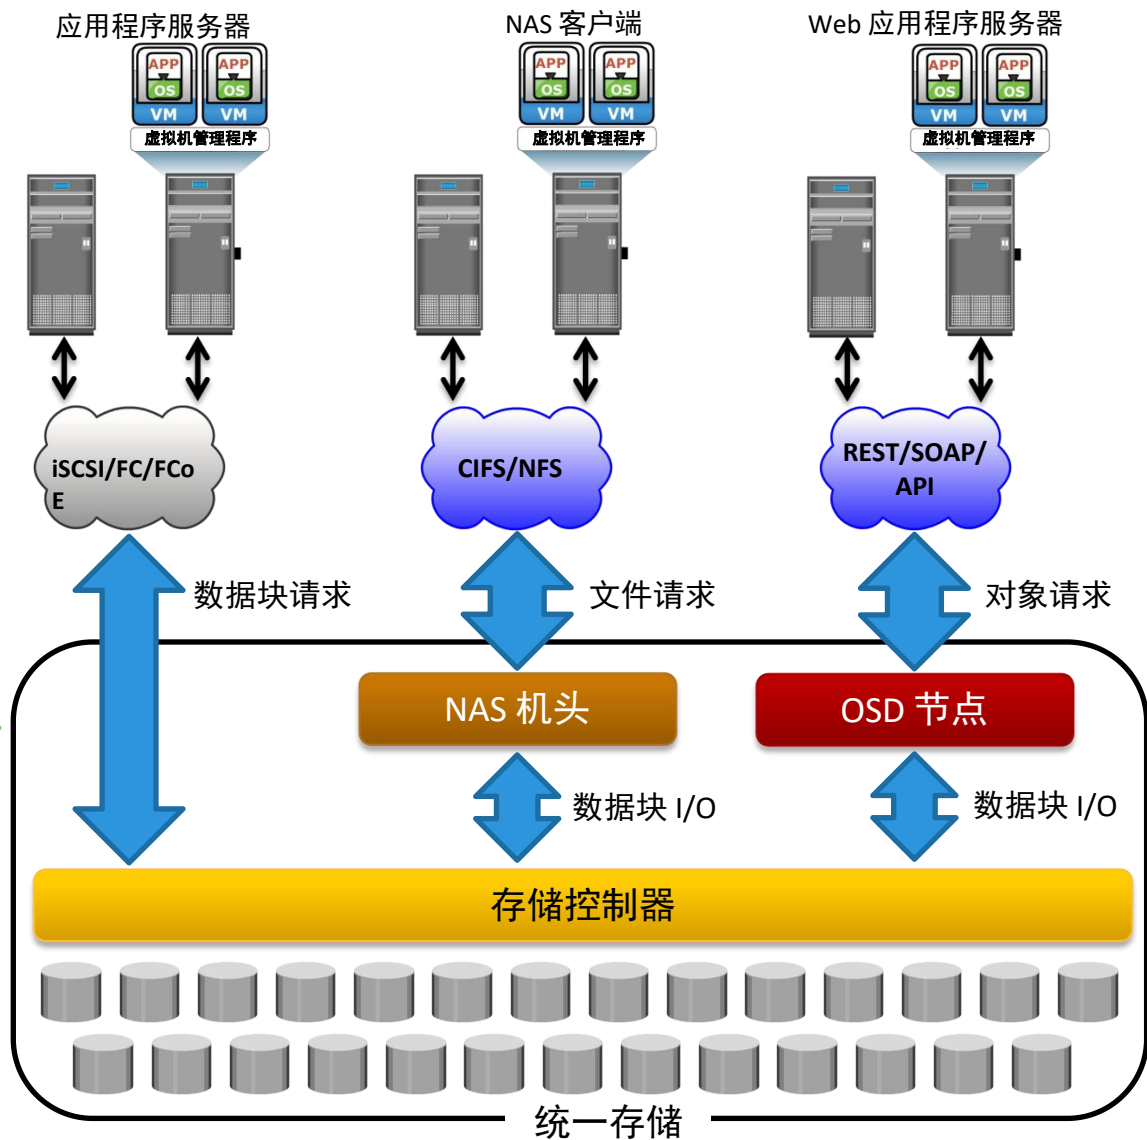 应用程序服务器
NAS 客户端
Web 应用程序服务器
APP APP
OS OS
VM VM
虚拟机管理程序
APP APP
OS OS
VM VM
虚拟机管理程序
APP APP
OS OS
VM VM
虚拟机管理程序
iSCSI/FC/FCo
E
CIFS/NFS
REST/SOAP/
API
数据块请求
文件请求
对象请求
NAS 机头
OSD 节点
数据块 I/O
数据块 I/O
存储控制器
统一存储